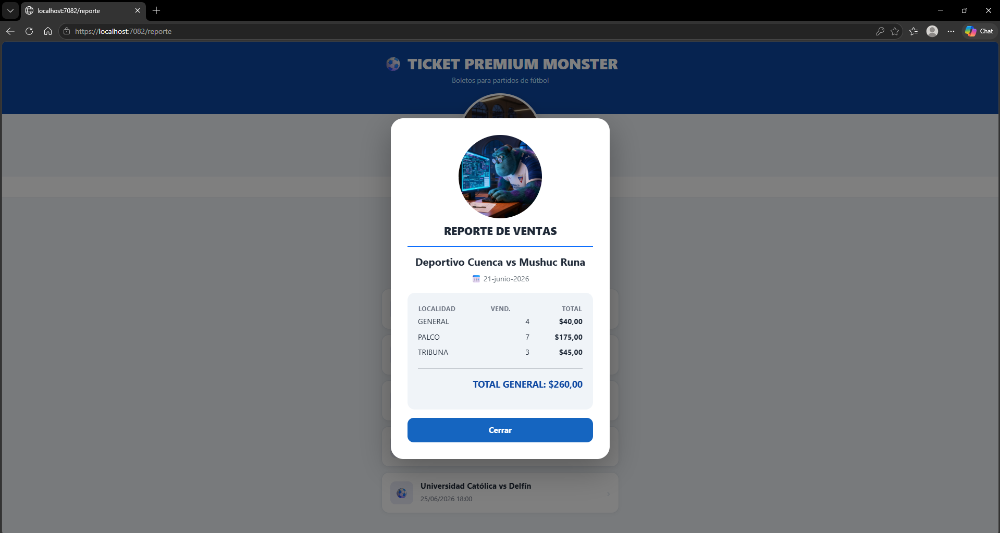 localhost:7082/reporte
https://localhost:7082/reporte
Chat
TICKET PREMIUM MONSTER
Boletos para partidos de fútbol
REPORTE DE VENTAS
Deportivo Cuenca vs Mushuc Runa
21-junio-2026
LOCALIDAD VEND. TOTAL
GENERAL 4 $40,00
PALCO 7 $175,00
TRIBUNA 3 $45,00
TOTAL GENERAL: $260,00
Cerrar
Universidad Católica vs Delfín
25/06/2026 18:00